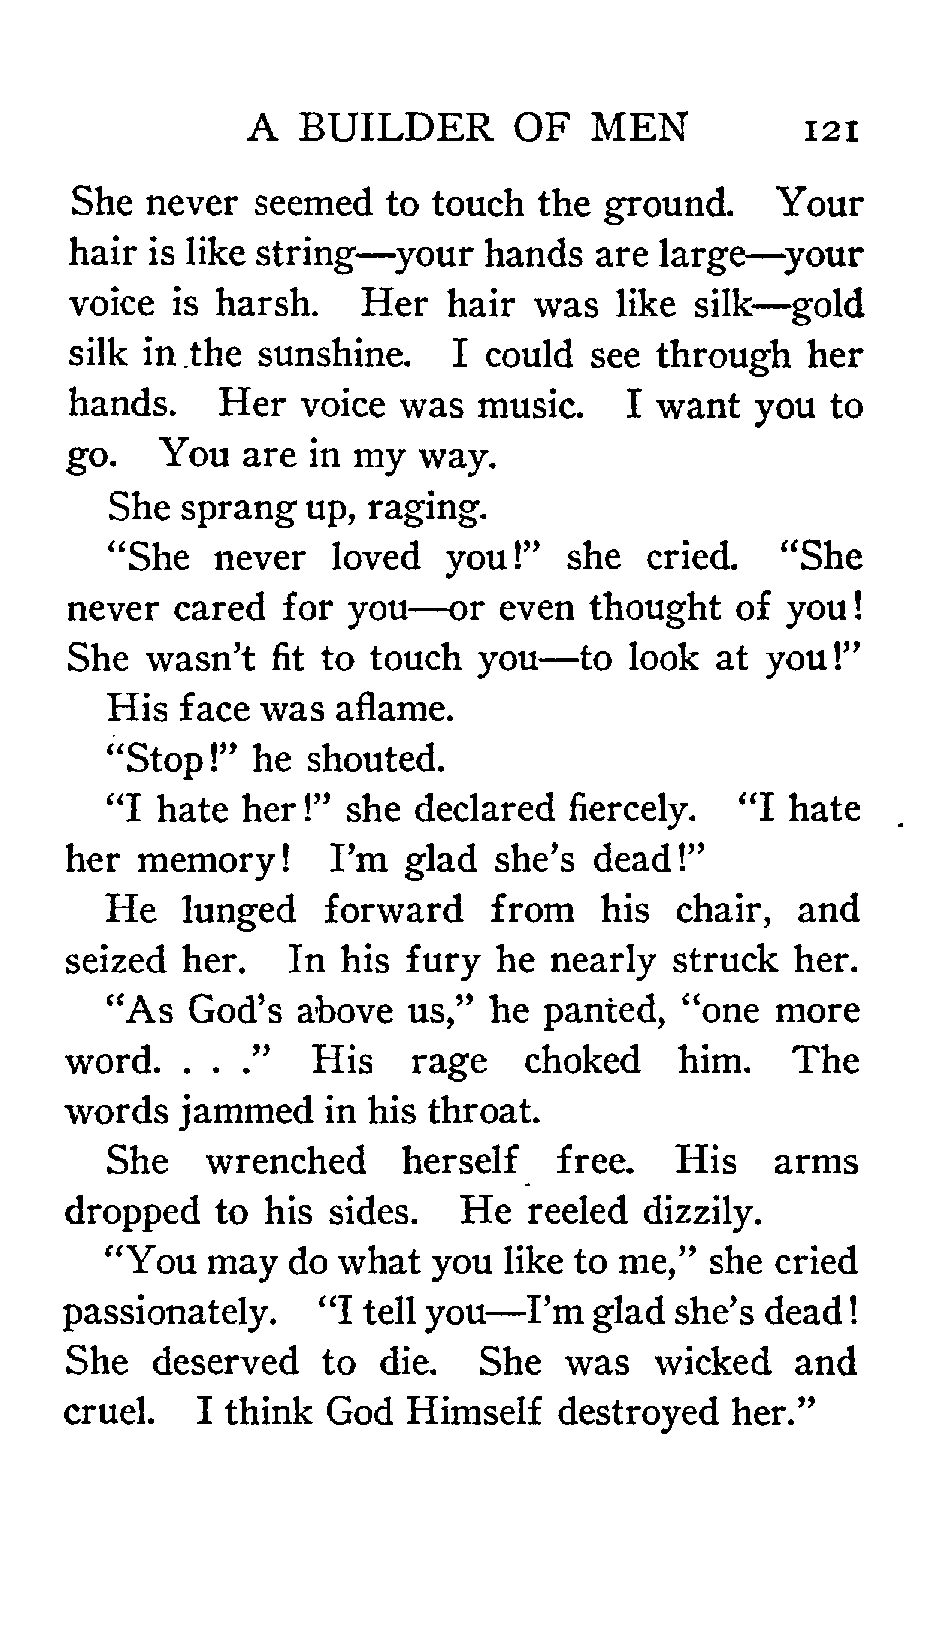 A BUILDER OF MEN 121
She never seemed to touch the ground. Your
hair is like string—your hands are large—your
voice is harsh. Her hair was like silk—gold
silk in the sunshine. I could see through her
hands. Her voice was music. I want you to
go. You are in my way.
She sprang up, raging.
“She never loved you!” she cried. “She
never cared for you—or even thought of you!
She wasn’t fit to touch you—to look at you!”
His face was aflame.
“Stop!” he shouted.
“I hate her!” she declared fiercely. “I hate
her memory! I’m glad she’s dead!”
He lunged forward from his chair, and
seized her. In his fury he nearly struck her.
“As God’s above us,” he panted, “one more
word. . . .” His rage choked him. The
words jammed in his throat.
She wrenched herself free. His arms
dropped to his sides. He reeled dizzily.
“You may do what you like to me,” she cried
passionately. “I tell you—I’m glad she’s dead!
She deserved to die. She was wicked and
cruel. I think God Himself destroyed her.”